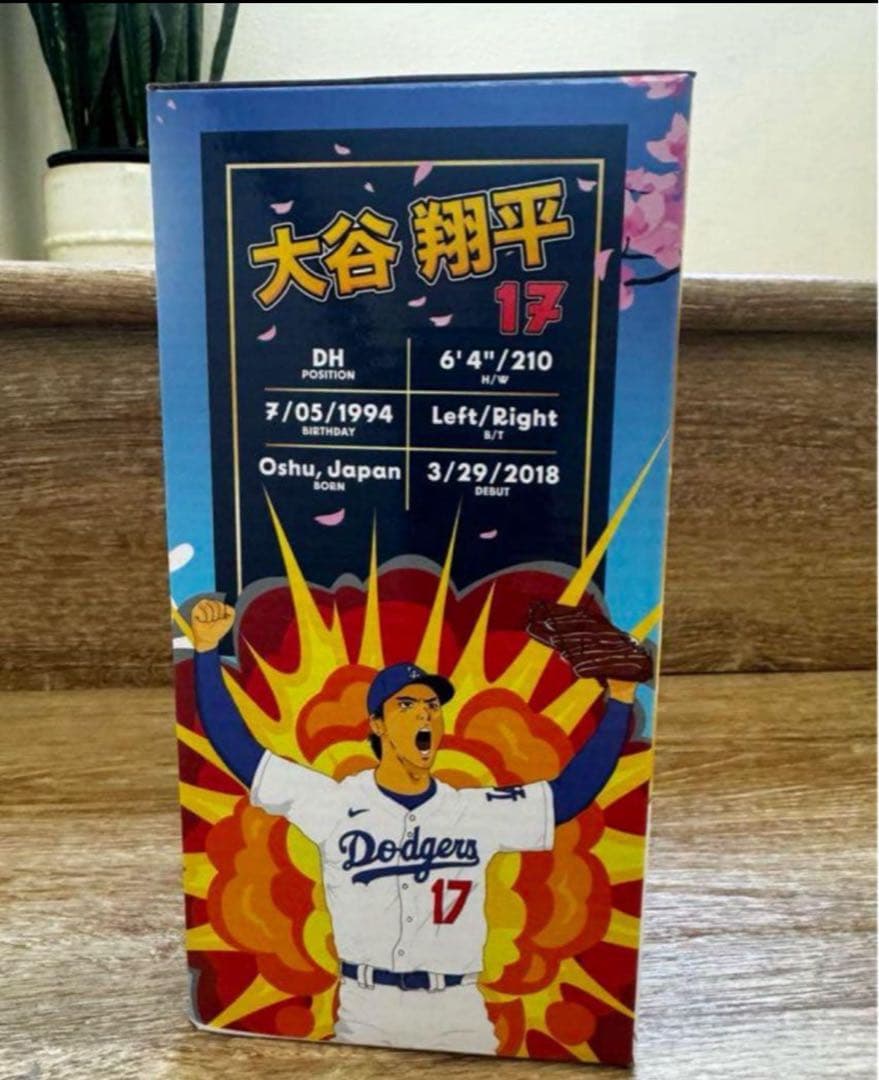 大谷 翔平
17
DH
POSITION
6'4"/210
H/W
7/05/1994
BIRTHDAY
Left/Right
B/T
Oshu, Japan
BORN
3/29/2018
DEBUT
LA
Dodgers
17